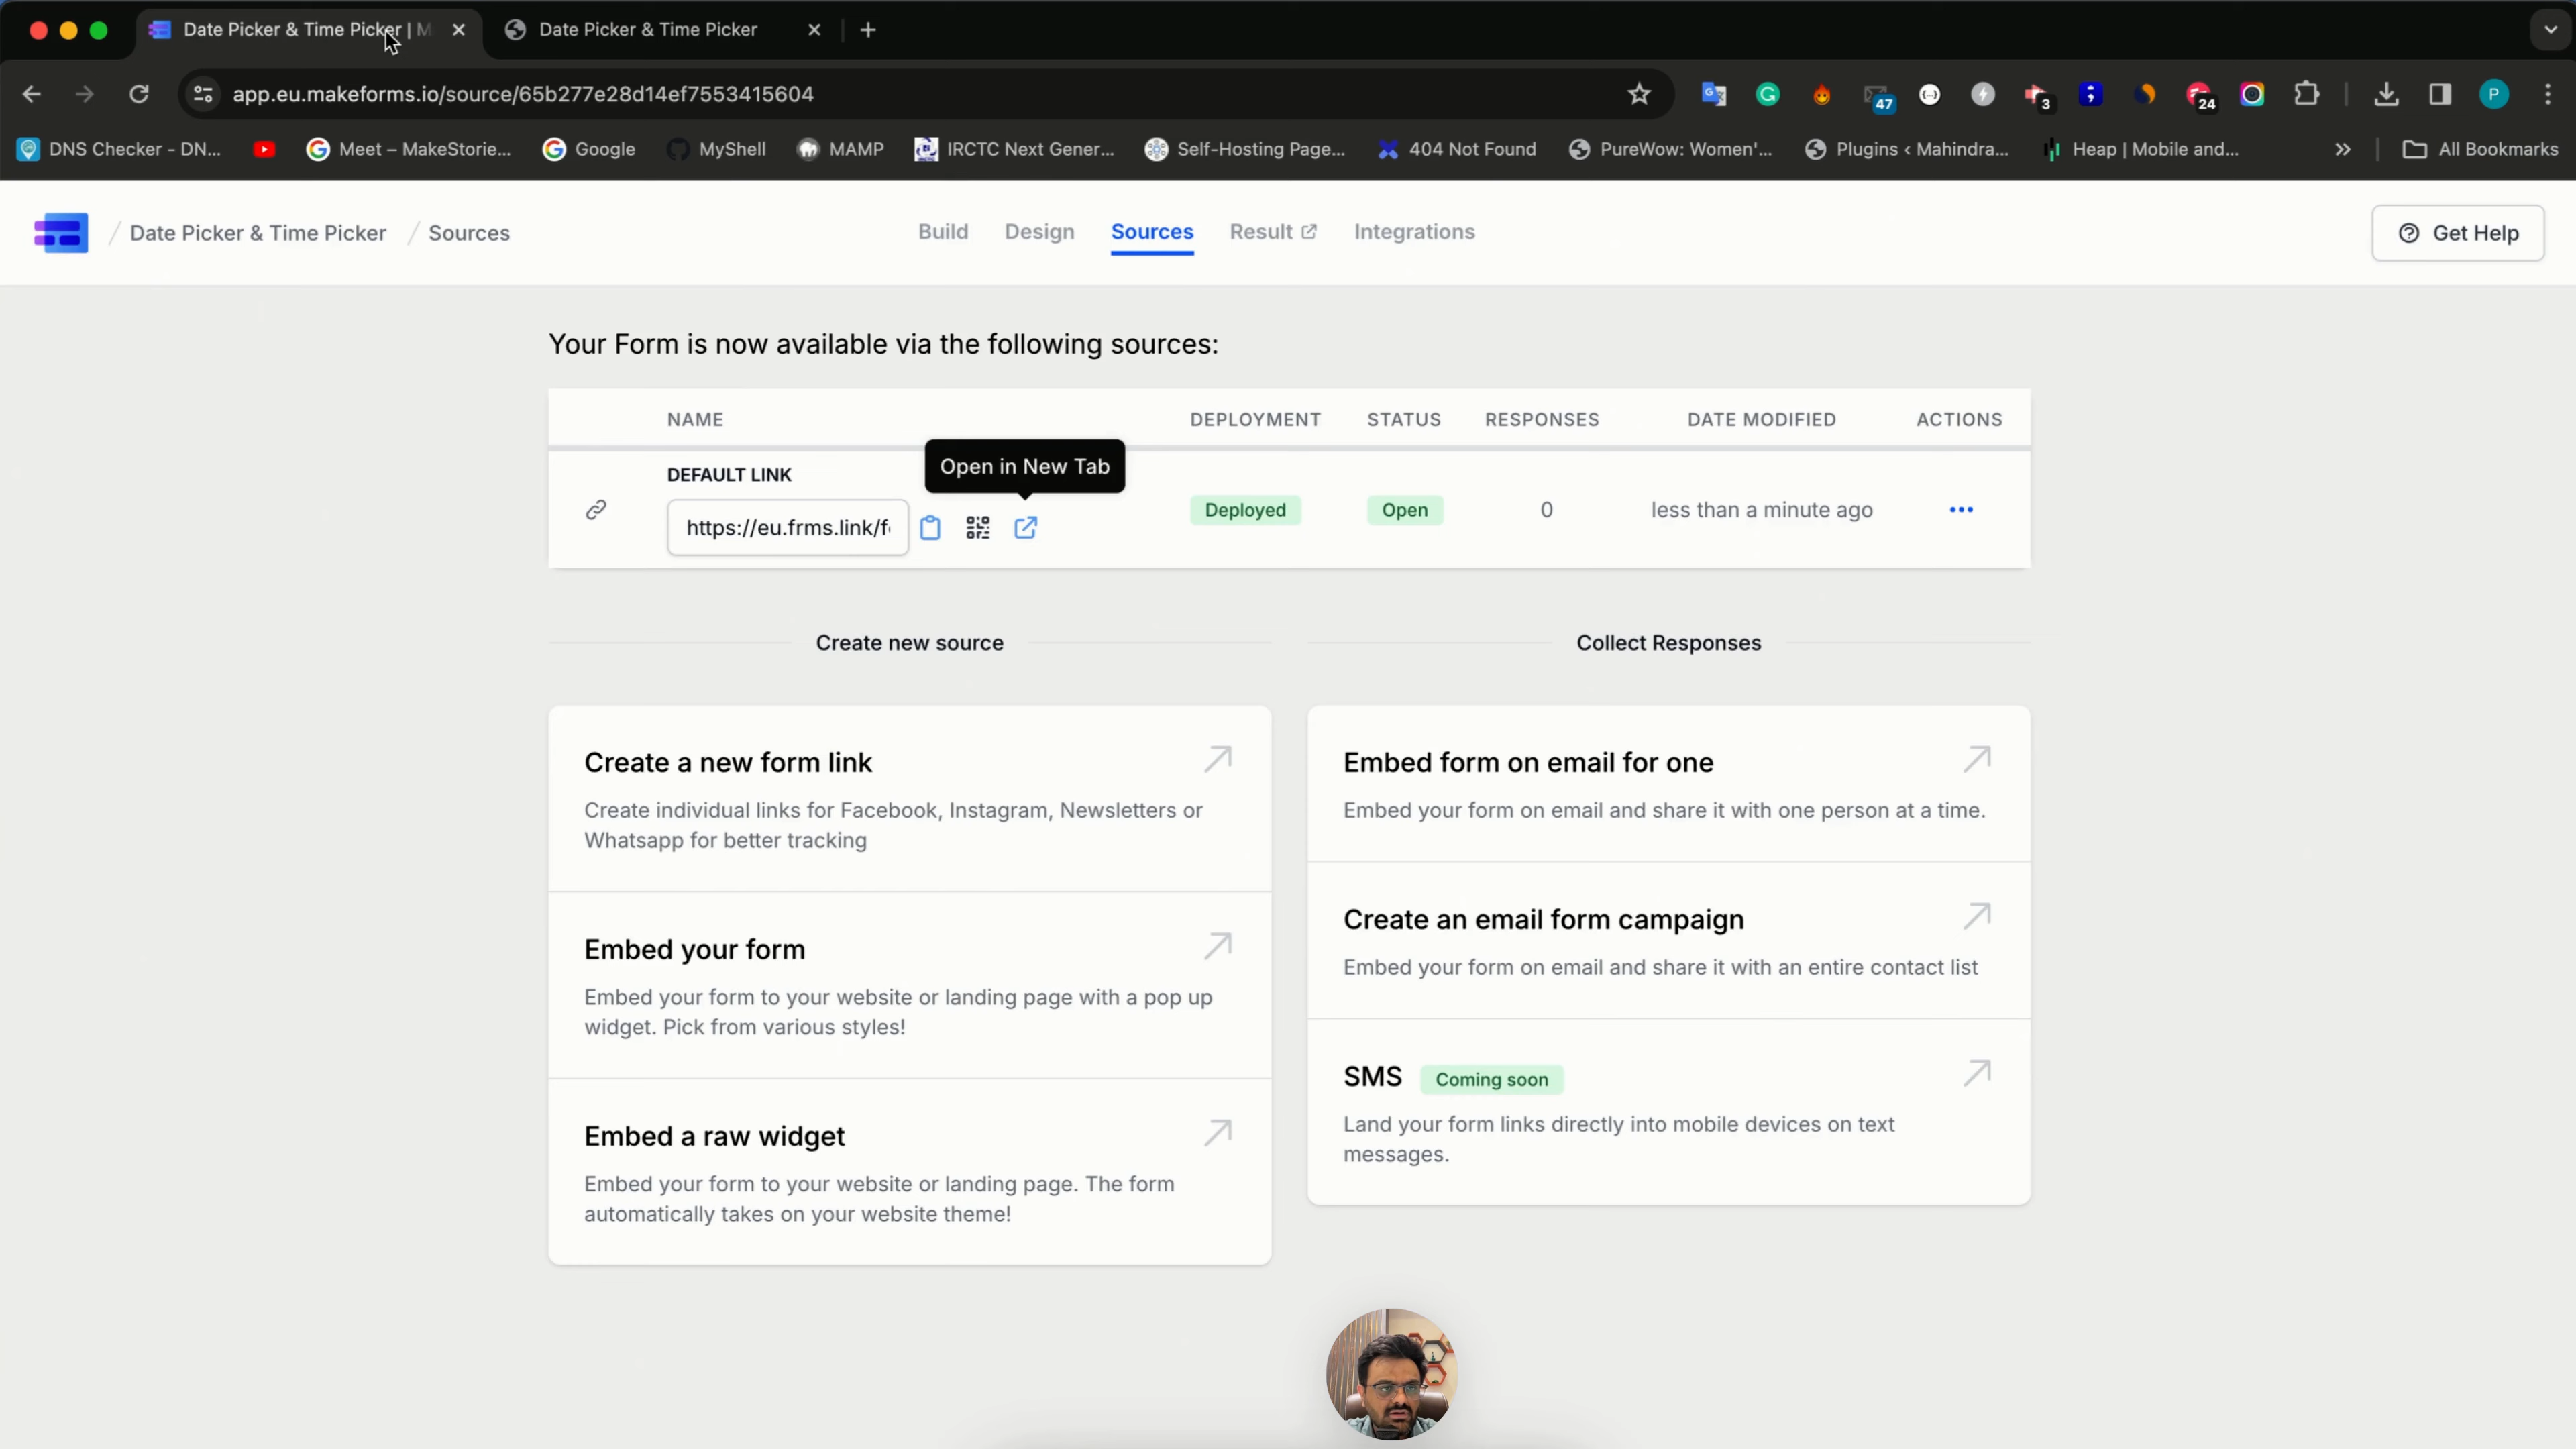 Date Picker & Time Picker | M
Date Picker & Time Picker
app.eu.makeforms.io/source/65b277e28d14ef7553415604
47
3
24
P
DNS Checker - DN...
Meet – MakeStorie...
Google
MyShell
MAMP
IRCTC Next Gener...
Self-Hosting Page...
404 Not Found
PureWow: Women'...
Plugins ‹ Mahindra...
Heap | Mobile and...
All Bookmarks
/ Date Picker & Time Picker / Sources
Build
Design
Sources
Result
Integrations
Get Help
Your Form is now available via the following sources:
NAME DEPLOYMENT STATUS RESPONSES DATE MODIFIED ACTIONS
Open in New Tab
DEFAULT LINK
https://eu.frms.link/f
Deployed
Open
0
less than a minute ago
Create new source
Create a new form link
Create individual links for Facebook, Instagram, Newsletters or
Whatsapp for better tracking
Embed your form
Embed your form to your website or landing page with a pop up
widget. Pick from various styles!
Embed a raw widget
Embed your form to your website or landing page. The form
automatically takes on your website theme!
Collect Responses
Embed form on email for one
Embed your form on email and share it with one person at a time.
Create an email form campaign
Embed your form on email and share it with an entire contact list
SMS Coming soon
Land your form links directly into mobile devices on text
messages.